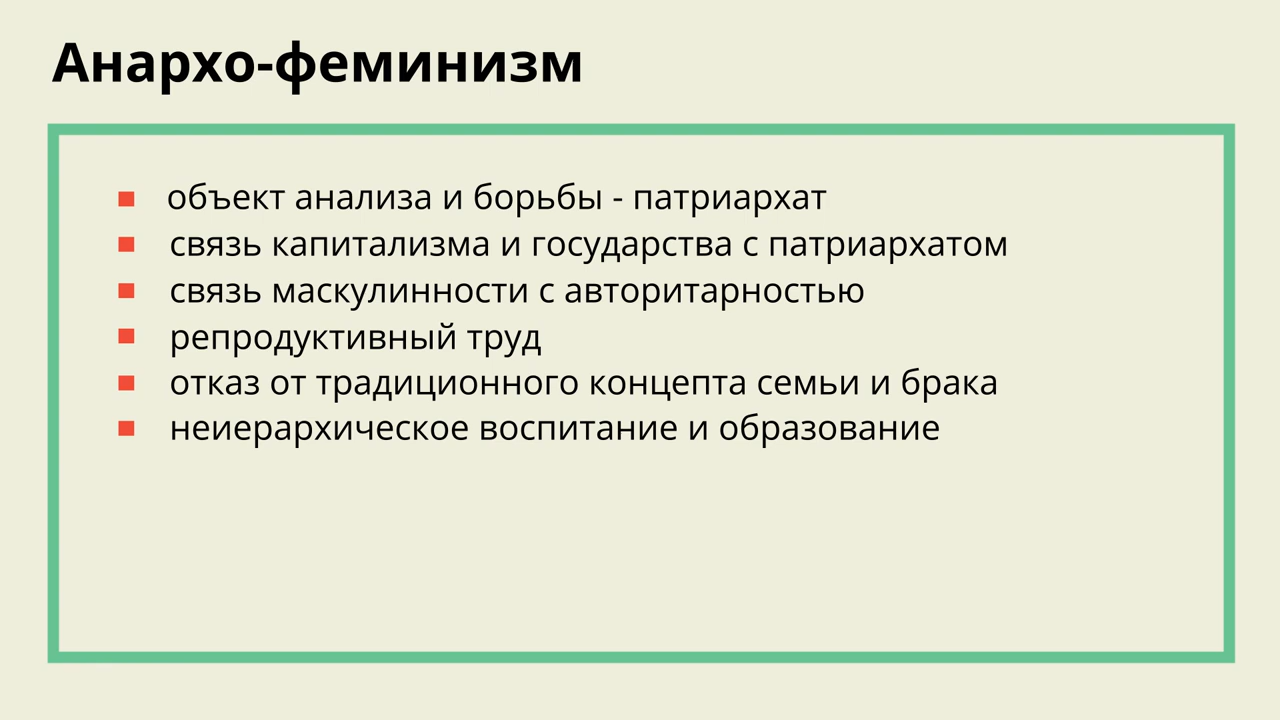 Анархо-феминизм
объект анализа и борьбы - патриархат
связь капитализма и государства с патриархатом
связь маскулинности с авторитарностью
репродуктивный труд
отказ от традиционного концепта семьи и брака
неиерархическое воспитание и образование